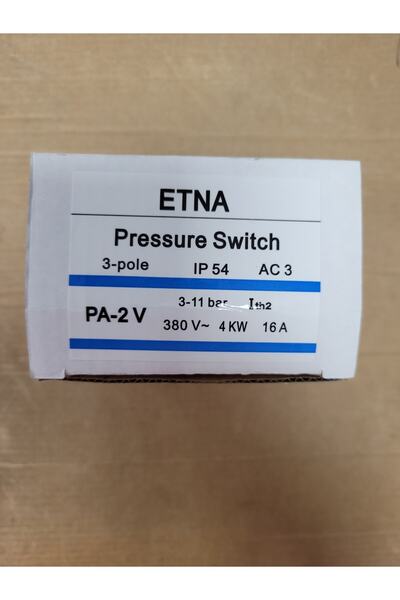 ETNA
Pressure Switch
3-pole IP 54 AC 3
PA-2 V 3-11 bar Ith2
380 V~ 4 KW 16 A